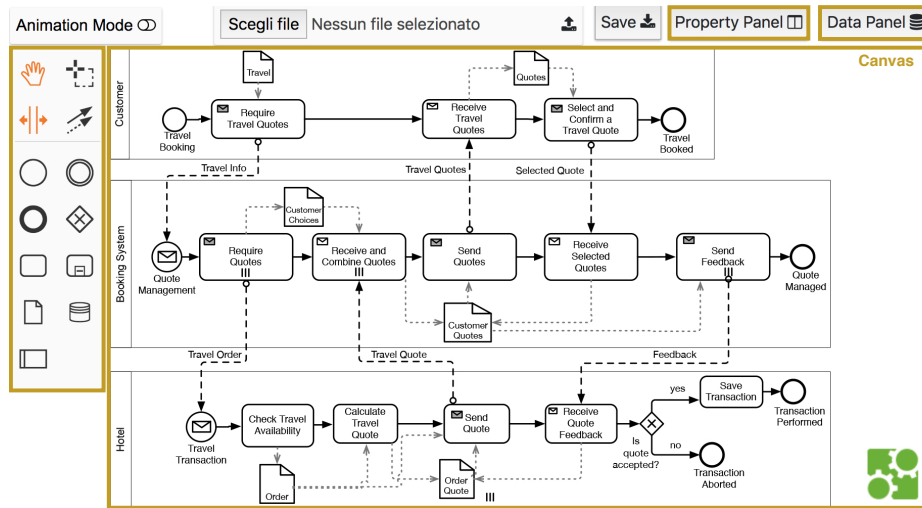 Animation Mode
Scegli file
Nessun file selezionato
Save
Property Panel
Data Panel
Canvas
Customer
Travel
Quotes
Require
Travel Quotes
Receive
Travel
Quotes
Select and
Confirm a
Travel Quote
Travel
Booking
Travel
Booked
Travel Info
Travel Quotes
Selected Quote
Booking System
Customer
Choices
Require
Quotes
Receive and
Combine Quotes
Send
Quotes
Receive
Selected
Quotes
Send
Feedback
Quote
Management
Quote
Managed
Customer
Quotes
Travel Order
Travel Quote
Feedback
Hotel
Check Travel
Availability
Calculate
Travel
Quote
Send
Quote
Receive
Quote
Feedback
yes
Save
Transaction
Transaction
Performed
Travel
Transaction
Is
quote
accepted?
no
Transaction
Aborted
Order
Order
Quote